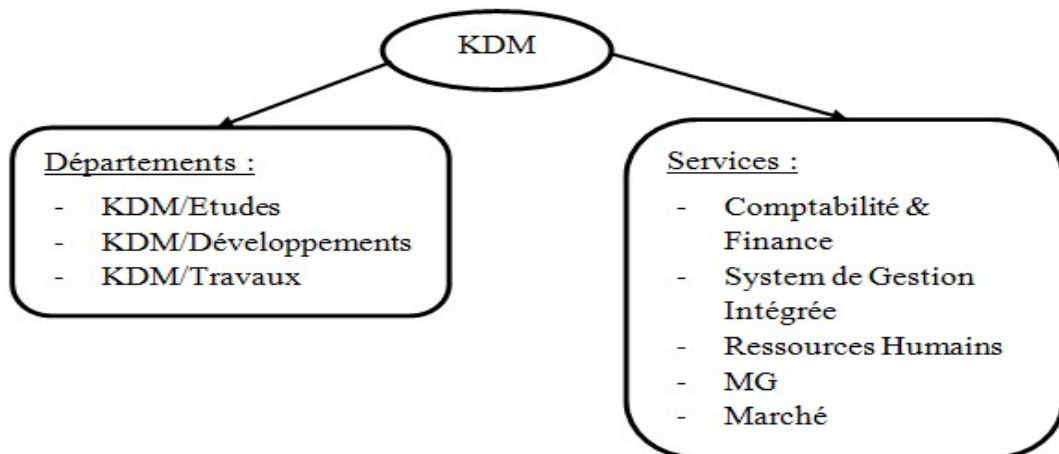 KDM
Départements :
- KDM/Etudes
- KDM/Développements
- KDM/Travaux
Services :
- Comptabilité &
Finance
- System de Gestion
Intégrée
- Ressources Humains
- MG
- Marché